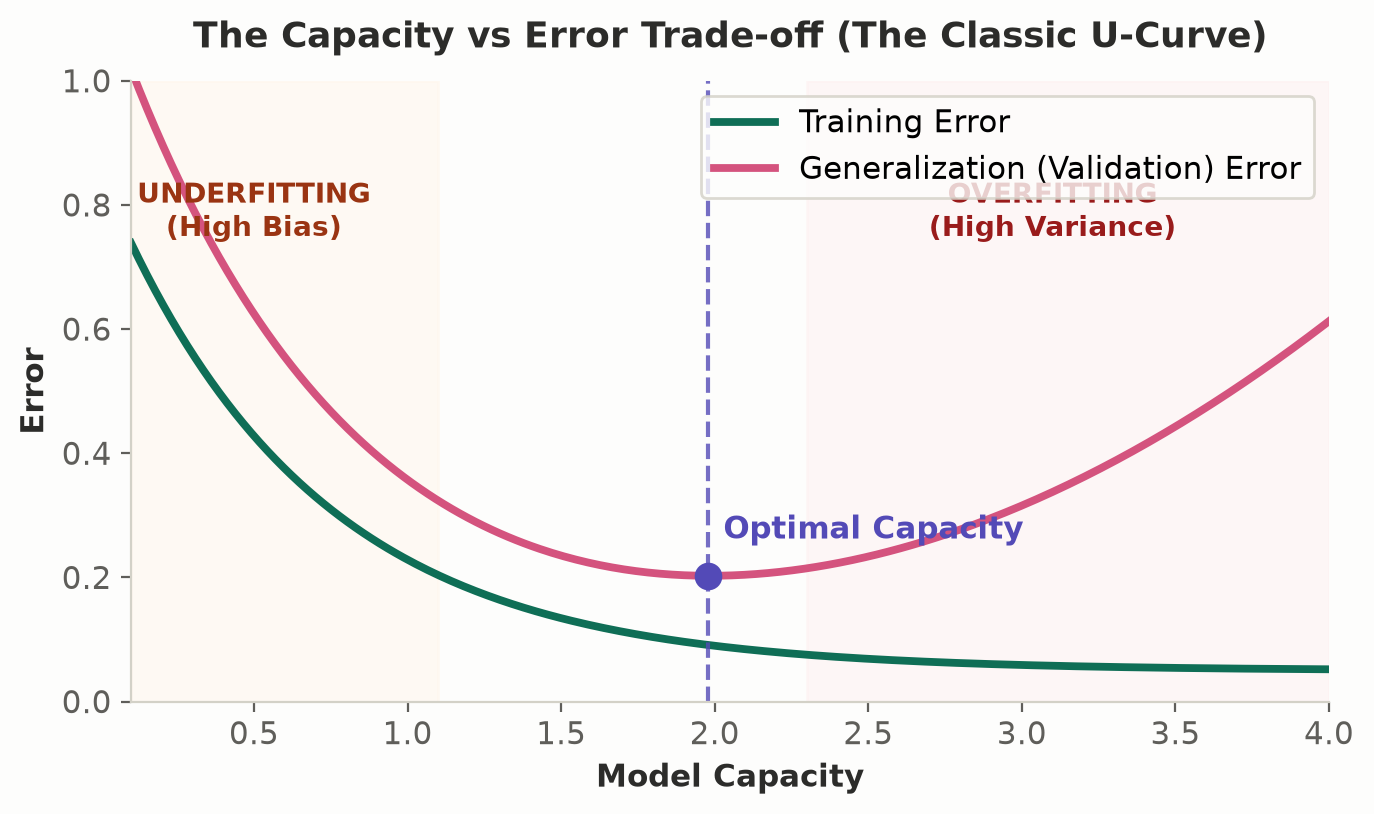 The Capacity vs Error Trade-off (The Classic U-Curve)
1.0
0.8
0.6
0.4
0.2
0.0
Error
Training Error
Generalization (Validation) Error
UNDERFITTING
(High Bias)
OVERFITTING
(High Variance)
Optimal Capacity
0.5 1.0 1.5 2.0 2.5 3.0 3.5 4.0
Model Capacity